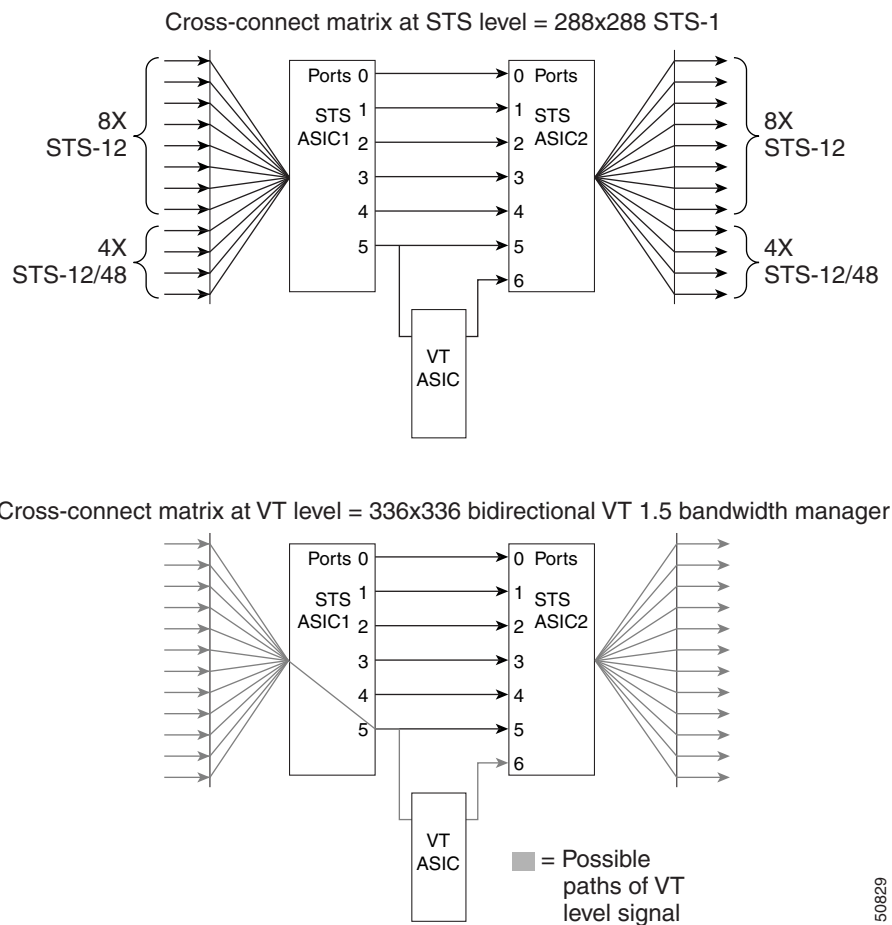 Cross-connect matrix at STS level = 288x288 STS-1
8X
STS-12
4X
STS-12/48
Ports 0
STS
ASIC1
1
2
3
4
5
0 Ports
1
STS
ASIC2
2
3
4
5
6
VT
ASIC
8X
STS-12
4X
STS-12/48
Cross-connect matrix at VT level = 336x336 bidirectional VT 1.5 bandwidth manager
Ports 0
STS
ASIC1
1
2
3
4
5
0 Ports
1
STS
ASIC2
2
3
4
5
6
VT
ASIC
= Possible
paths of VT
level signal
50829